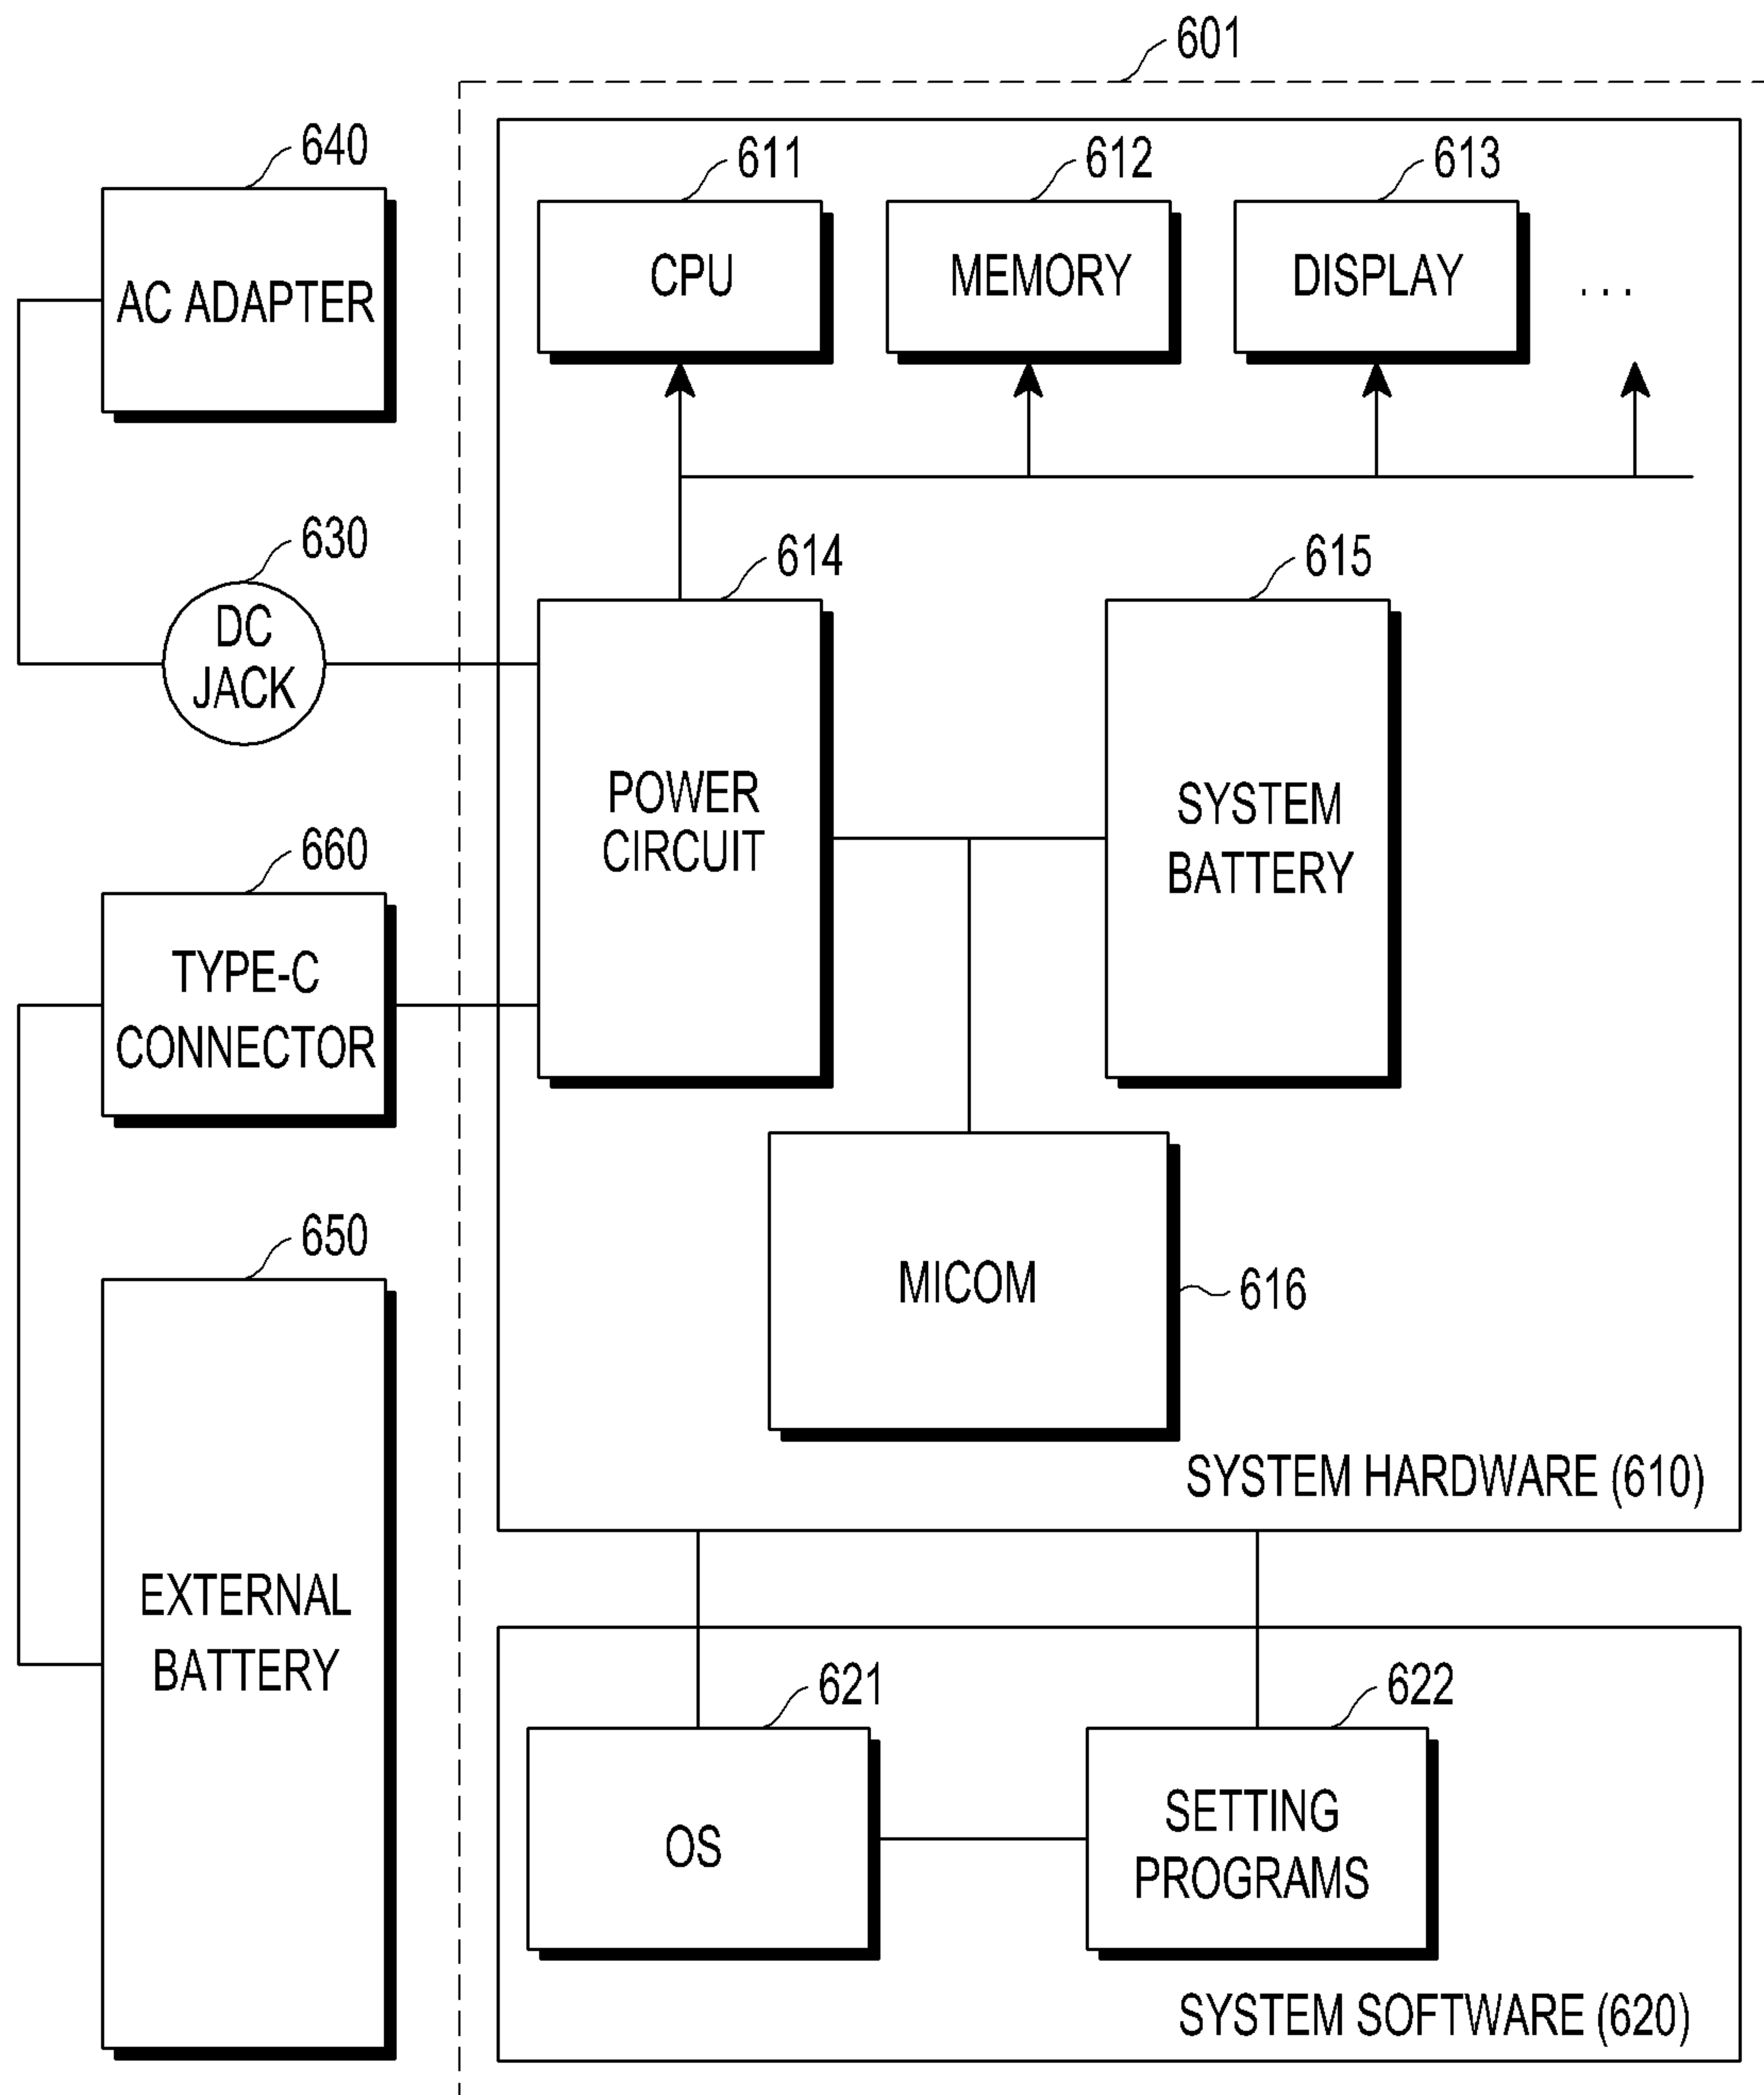 601
640
611
612
613
AC ADAPTER
CPU
MEMORY
DISPLAY
...
630
614
615
DC
JACK
POWER
CIRCUIT
SYSTEM
BATTERY
660
TYPE-C
CONNECTOR
650
MICOM
616
SYSTEM HARDWARE (610)
EXTERNAL
BATTERY
621
622
OS
SETTING
PROGRAMS
SYSTEM SOFTWARE (620)